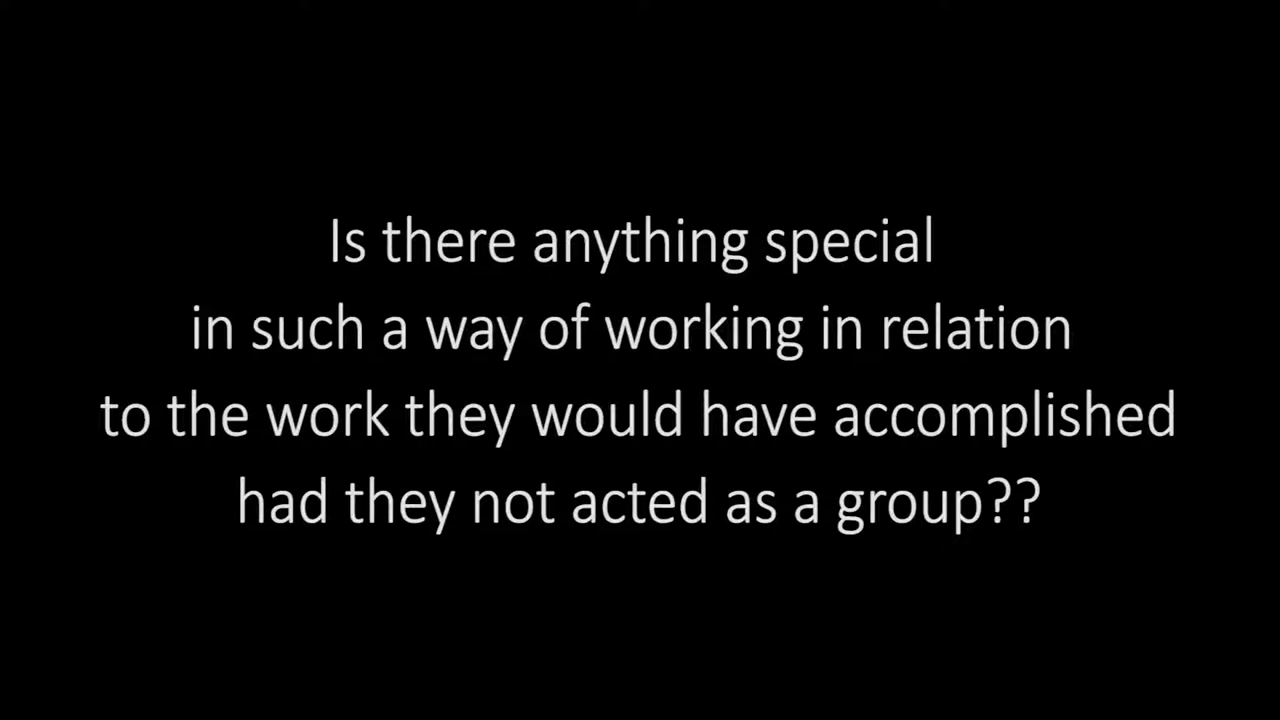 Is there anything special
in such a way of working in relation
to the work they would have accomplished
had they not acted as a group??